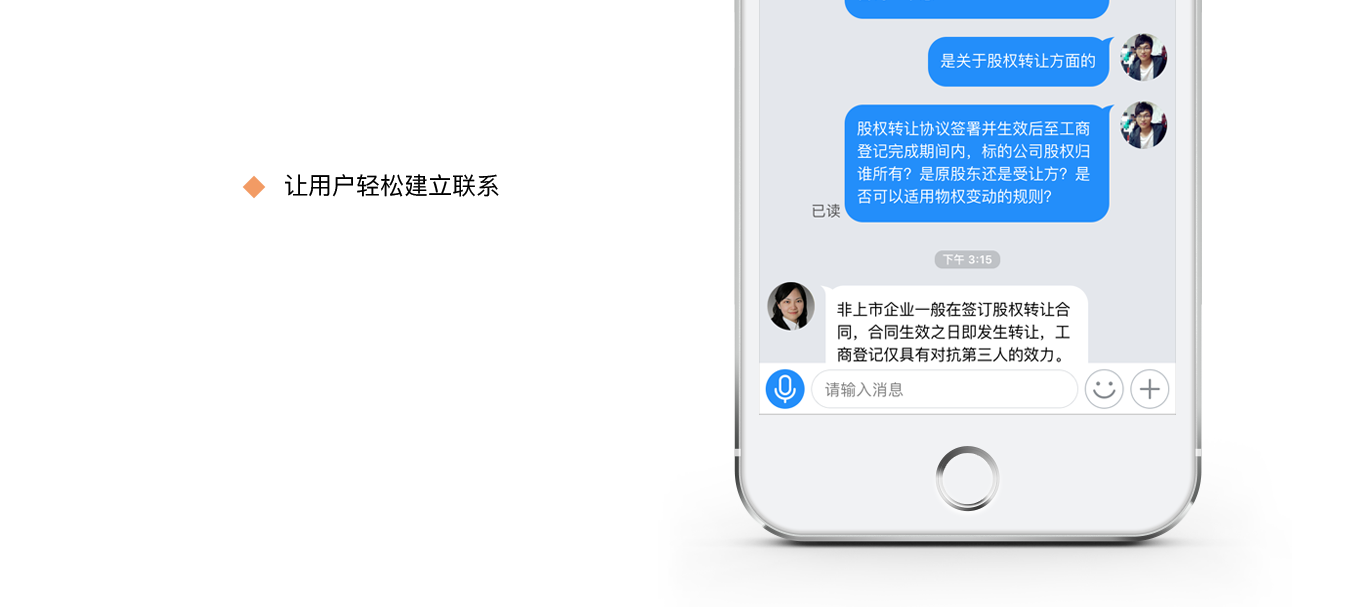 是关于股权转让方面的
股权转让协议签署并生效后至工商
登记完成期间内，标的公司股权归
谁所有？是原股东还是受让方？是
否可以适用物权变动的规则？
已读
让用户轻松建立联系
下午 3:15
非上市企业一般在签订股权转让合
同，合同生效之日即发生转让，工
商登记仅具有对抗第三人的效力。
请输入消息